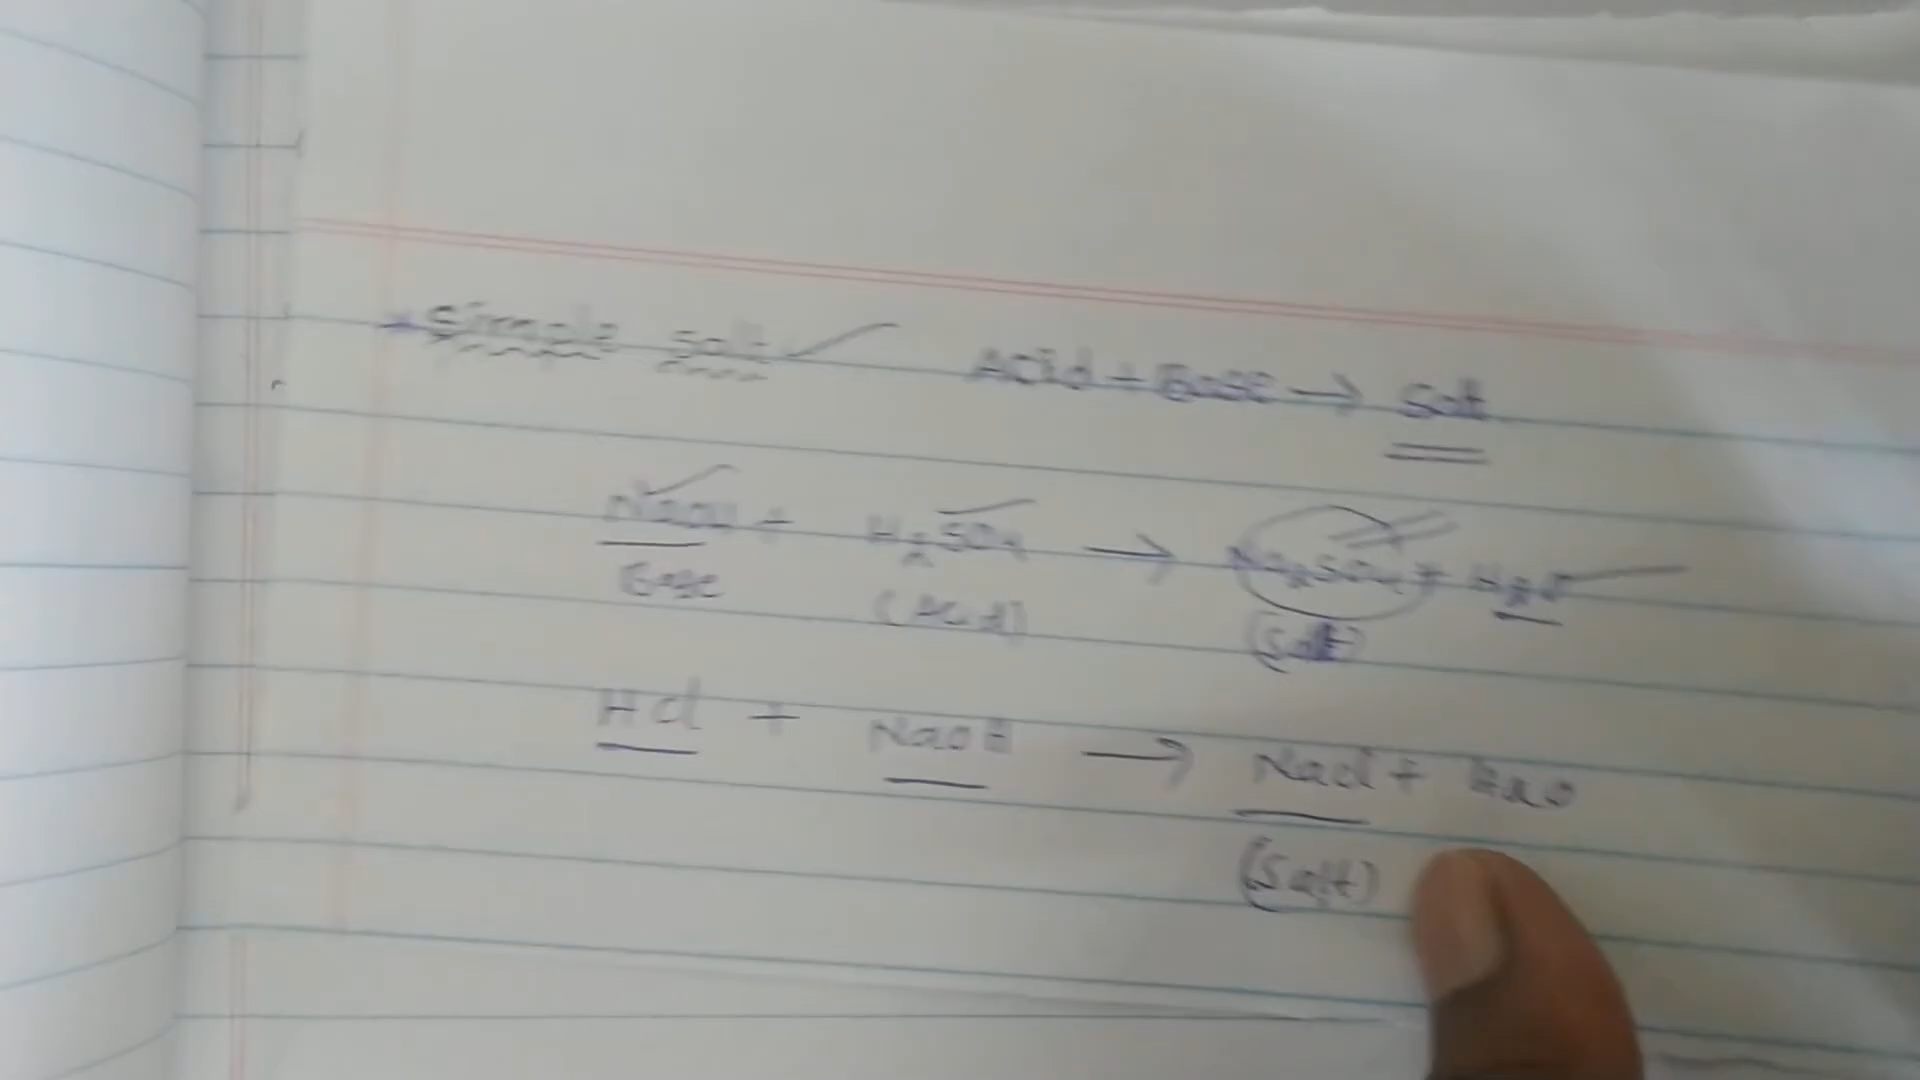 simple salt Acid + Base → Salt
NaOH + H2SO4 → Na2SO4 + H2O
Base (Acid) (Salt)
HCl + NaOH → NaCl + H2O
(Salt)